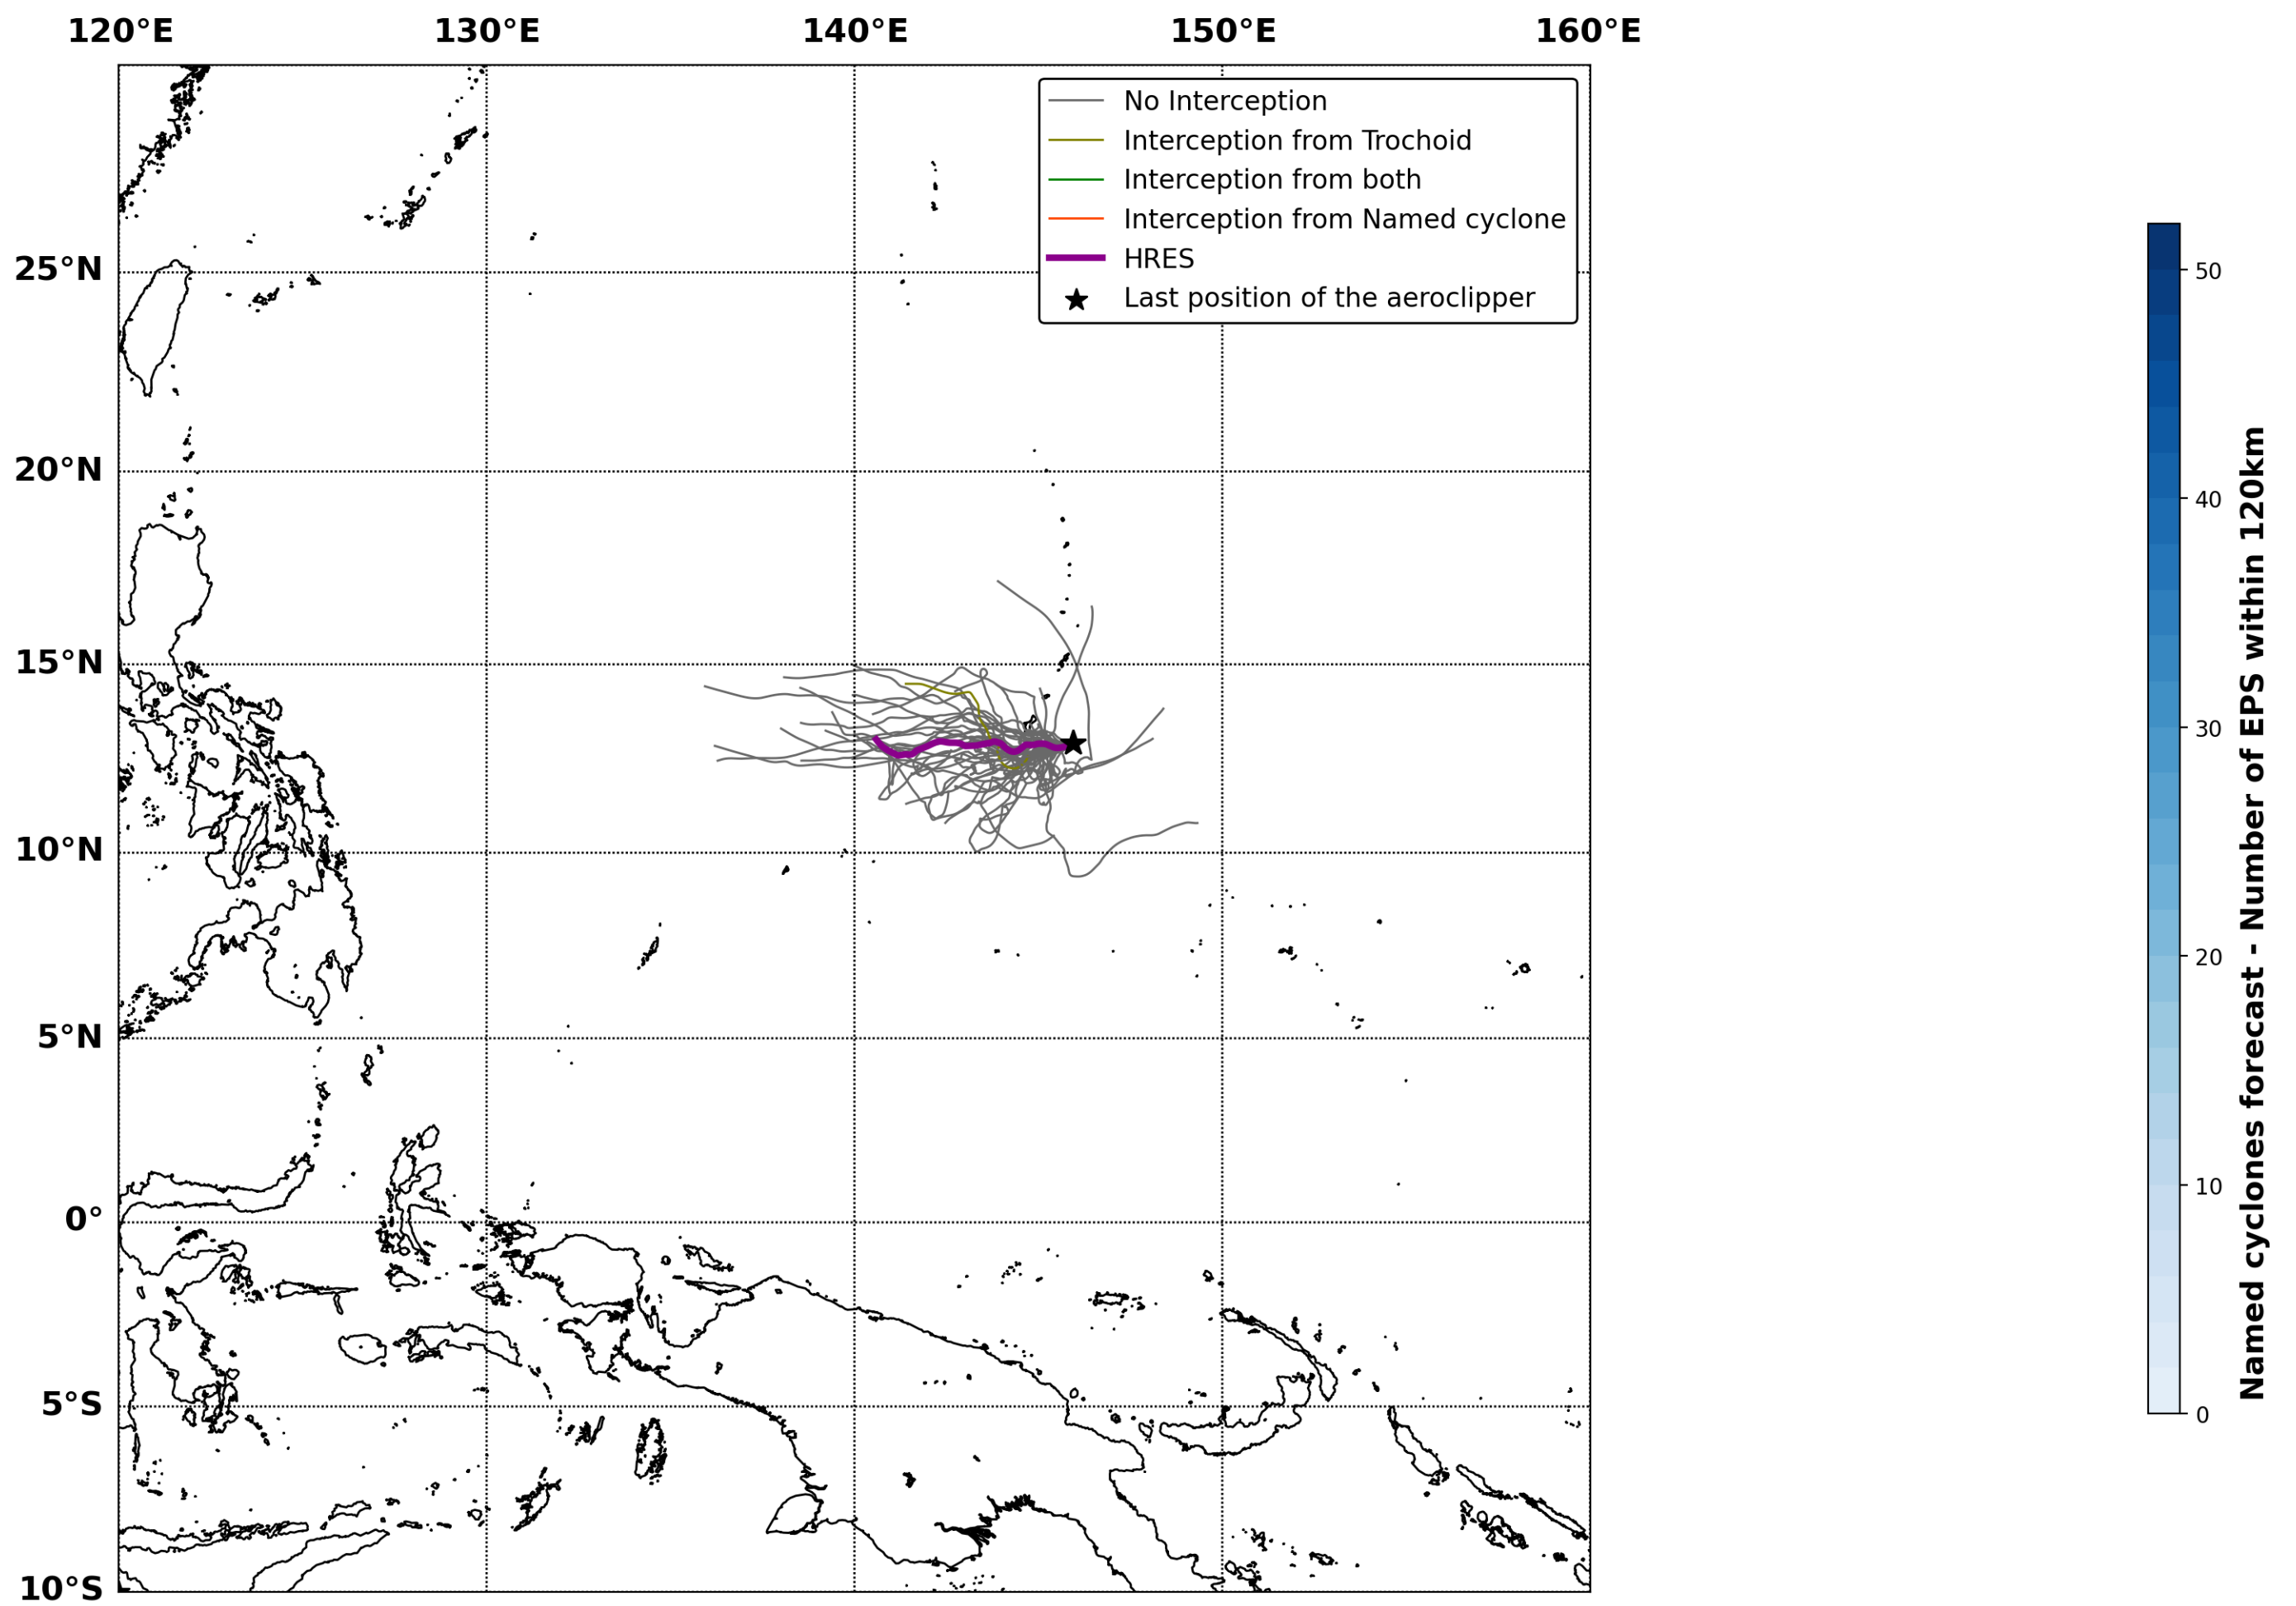 120°E 130°E 140°E 150°E 160°E
No Interception
Interception from Trochoid
Interception from both
Interception from Named cyclone
HRES
Last position of the aeroclipper
25°N
20°N
15°N
10°N
5°N
0°
5°S
10°S
50
40
30
20
10
0
Named cyclones forecast - Number of EPS within 120km